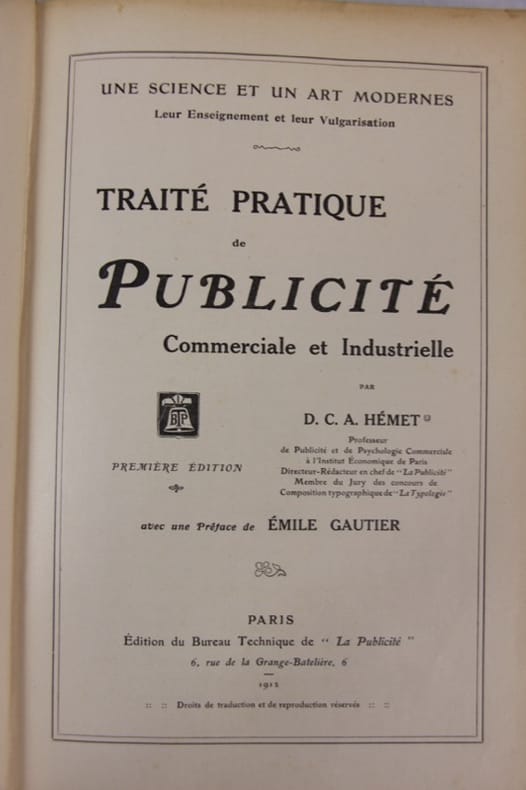 UNE SCIENCE ET UN ART MODERNES
Leur Enseignement et leur Vulgarisation
TRAITÉ PRATIQUE
de
PUBLICITÉ
Commerciale et Industrielle
PAR
D. C. A. HÉMET
Professeur
de Publicité et de Psychologie Commerciale
à l'Institut Économique de Paris
Directeur-Rédacteur en chef de "La Publicité"
Membre du Jury des concours de
Composition typographique de "La Typologie"
BTP
PREMIÈRE ÉDITION
avec une Préface de ÉMILE GAUTIER
PARIS
Édition du Bureau Technique de " La Publicité "
6, rue de la Grange-Batelière, 6
1912
:: :: Droits de traduction et de reproduction réservés :: ::